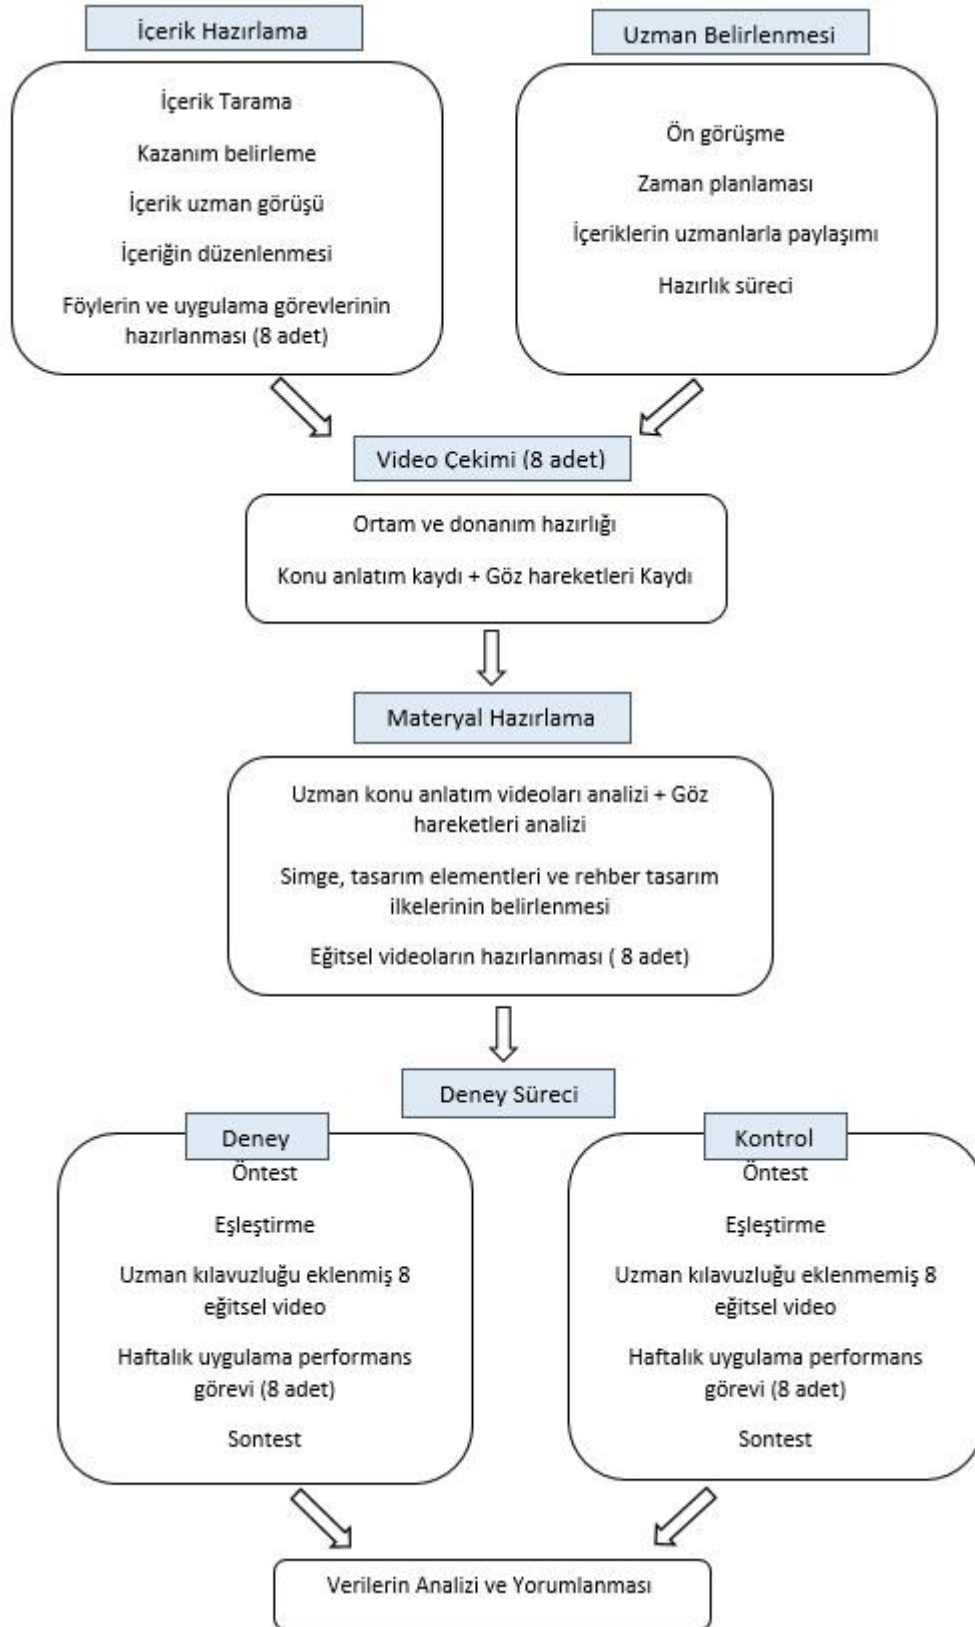 İçerik Hazırlama
İçerik Tarama
Kazanım belirleme
İçerik uzman görüşü
İçeriğin düzenlenmesi
Föylerin ve uygulama görevlerinin
hazırlanması (8 adet)
Uzman Belirlenmesi
Ön görüşme
Zaman planlaması
İçeriklerin uzmanlarla paylaşımı
Hazırlık süreci
Video Çekimi (8 adet)
Ortam ve donanım hazırlığı
Konu anlatım kaydı + Göz hareketleri Kaydı
Materyal Hazırlama
Uzman konu anlatım videoları analizi + Göz
hareketleri analizi
Simge, tasarım elementleri ve rehber tasarım
ilkelerinin belirlenmesi
Eğitsel videoların hazırlanması ( 8 adet)
Deney Süreci
Deney
Öntest
Eşleştirme
Uzman kılavuzluğu eklenmiş 8
eğitsel video
Haftalık uygulama performans
görevi (8 adet)
Sontest
Kontrol
Öntest
Eşleştirme
Uzman kılavuzluğu eklenmemiş 8
eğitsel video
Haftalık uygulama performans
görevi (8 adet)
Sontest
Verilerin Analizi ve Yorumlanması